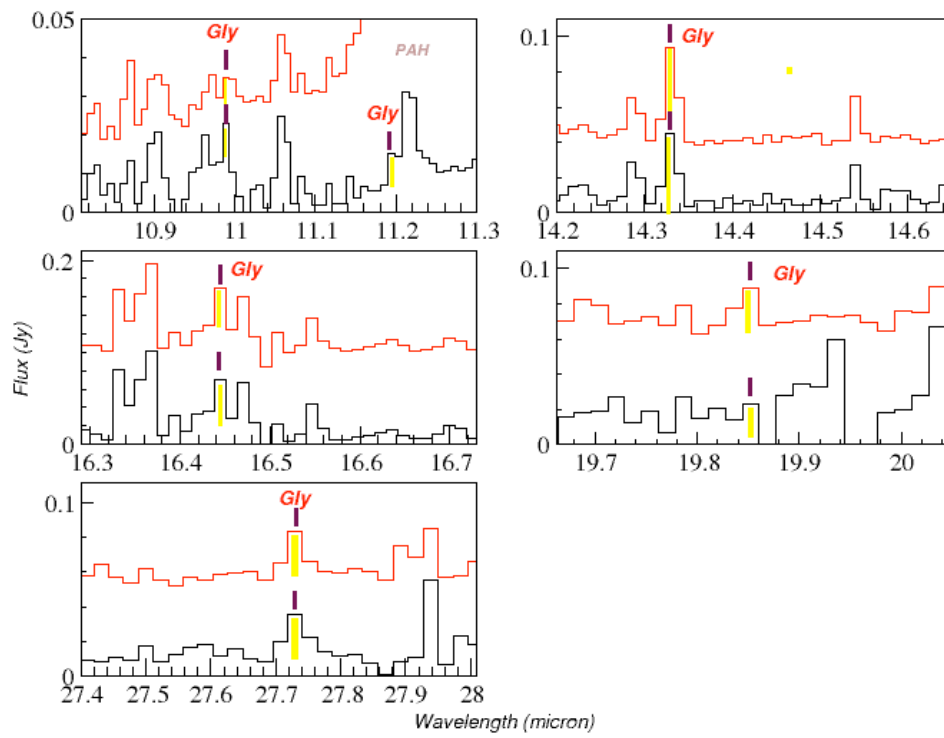 0.05
Gly
PAH
Gly
0
10.9 11 11.1 11.2 11.3
0.1
Gly
0
14.2 14.3 14.4 14.5 14.6
0.2
Gly
0
16.3 16.4 16.5 16.6 16.7
0.1
Gly
0
19.7 19.8 19.9 20
Flux (Jy)
0.1
Gly
0
27.4 27.5 27.6 27.7 27.8 27.9 28
Wavelength (micron)